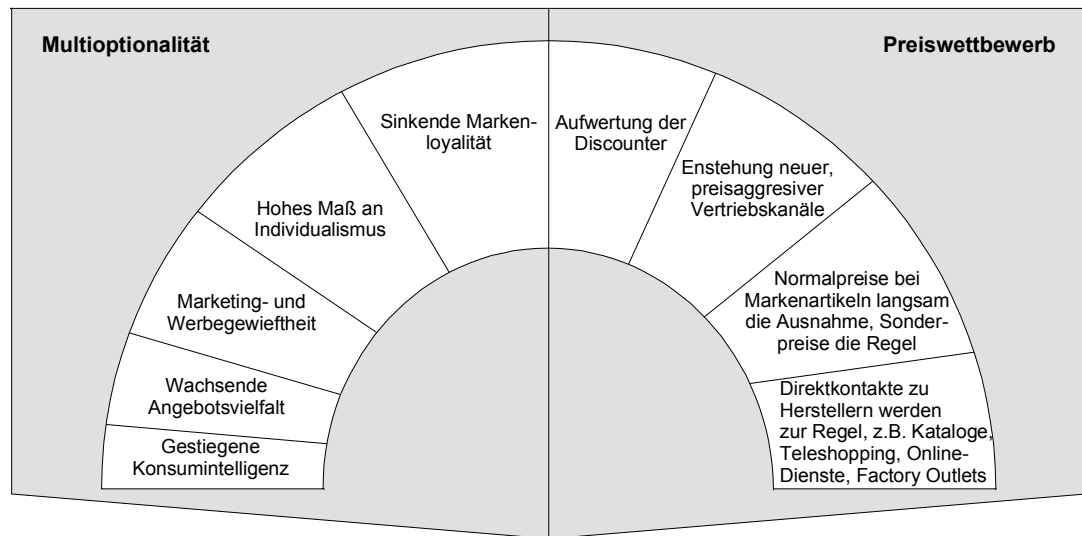 Multioptionalität
Preiswettbewerb
Sinkende Marken-
loyalität
Hohes Maß an
Individualismus
Marketing- und
Werbegewieftheit
Wachsende
Angebotsvielfalt
Gestiegene
Konsumintelligenz
Aufwertung der
Discounter
Enstehung neuer,
preisaggresiver
Vertriebskanäle
Normalpreise bei
Markenartikeln langsam
die Ausnahme, Sonder-
preise die Regel
Direktkontakte zu
Herstellern werden
zur Regel, z.B. Kataloge,
Teleshopping, Online-
Dienste, Factory Outlets